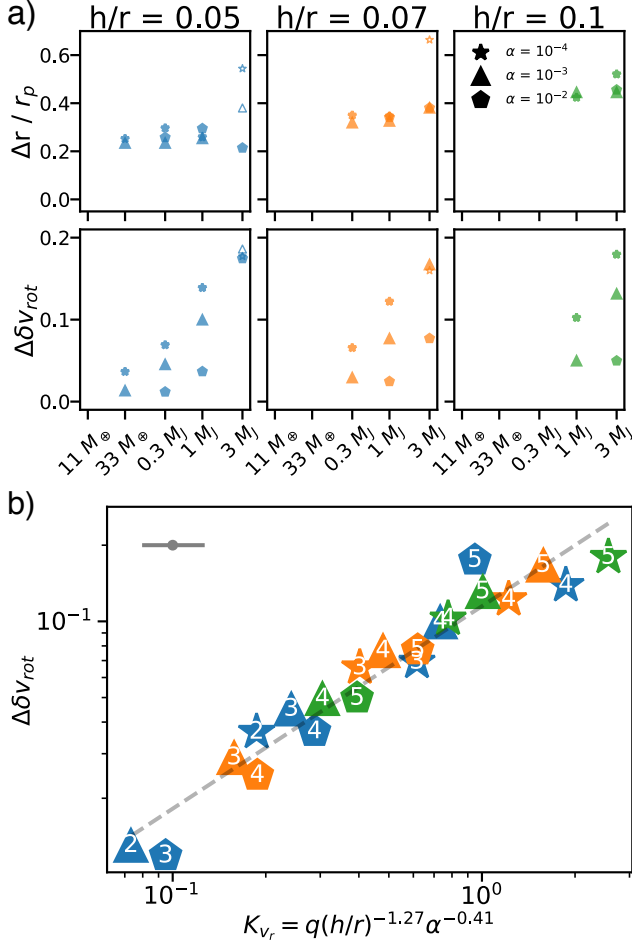 a)
h/r = 0.05 h/r = 0.07 h/r = 0.1
Δr / r_p
0.6
0.4
0.2
0.0
α = 10⁻⁴
α = 10⁻³
α = 10⁻²
Δδv_rot
0.2
0.1
0.0
11 M⊕ 33 M⊕ 0.3 M_J 1 M_J 3 M_J 11 M⊕ 33 M⊕ 0.3 M_J 1 M_J 3 M_J 11 M⊕ 33 M⊕ 0.3 M_J 1 M_J 3 M_J
b)
Δδv_rot
10⁻¹
5 5 4 5
5 4
4 4
4 5 3
3 3
4 5
3 4
2
3 4
2 3
10⁻¹ 10⁰
K_{v_r} = q(h/r)^{−1.27}α^{−0.41}